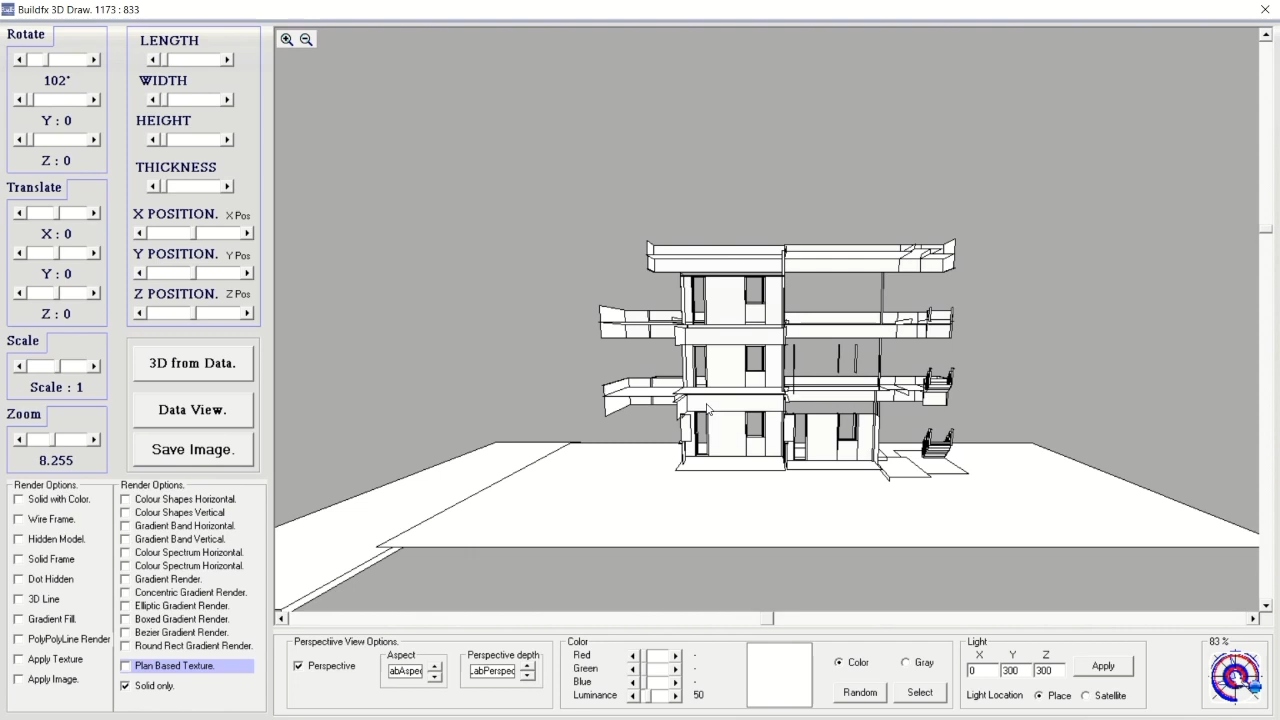 Buildfx 3D Draw. 1173 : 833
Rotate
102°
Y : 0
Z : 0
Translate
X : 0
Y : 0
Z : 0
Scale
Scale : 1
Zoom
8.255
LENGTH
WIDTH
HEIGHT
THICKNESS
X POSITION. X Pos
Y POSITION. Y Pos
Z POSITION. Z Pos
3D from Data.
Data View.
Save Image.
Render Options.
Solid with Color.
Wire Frame.
Hidden Model.
Solid Frame
Dot Hidden
3D Line
Gradient Fill.
PolyPolyLine Render
Apply Texture
Apply Image.
Render Options.
Colour Shapes Horizontal.
Colour Shapes Vertical
Gradient Band Horizontal.
Gradient Band Vertical.
Colour Spectrum Horizontal.
Colour Spectrum Horizontal.
Gradient Render.
Concentric Gradient Render.
Elliptic Gradient Render.
Boxed Gradient Render.
Bezier Gradient Render.
Round Rect Gradient Render.
Plan Based Texture.
Solid only.
Perspective View Options.
Perspective
Aspect
abAspec
Perspective depth
.abPerspec
Color
Red -
Green -
Blue -
Luminance 50
Color
Gray
Random
Select
Light
X Y Z
0 300 300
Apply
Light Location
Place
Satellite
83 %